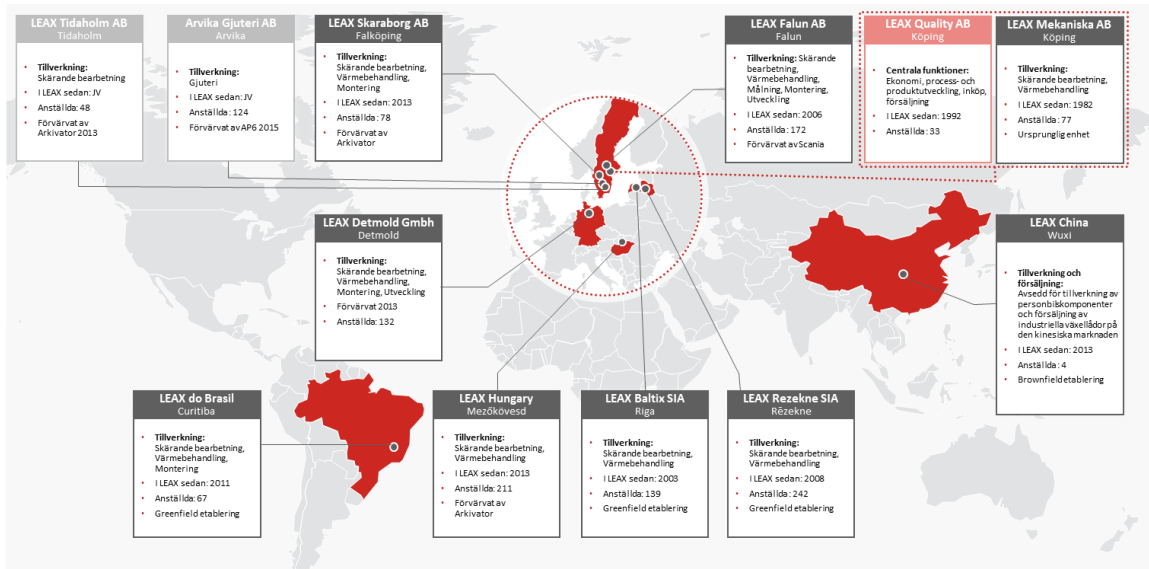 LEAX Tidaholm AB
Tidaholm
• Tillverkning:
Skärande bearbetning
• I LEAX sedan: JV
• Anställda: 48
• Förvärvat av
Arkivator 2013
Arvika Gjuteri AB
Arvika
• Tillverkning:
Gjuteri
• I LEAX sedan: JV
• Anställda: 124
• Förvärvat av AP6 2015
LEAX Skaraborg AB
Falköping
• Tillverkning:
Skärande bearbetning,
Värmebehandling,
Montering
• I LEAX sedan: 2013
• Anställda: 78
• Förvärvat av
Arkivator
LEAX Falun AB
Falun
• Tillverkning: Skärande
bearbetning,
Värmebehandling,
Målning, Montering,
Utveckling
• I LEAX sedan: 2006
• Anställda: 172
• Förvärvat av Scania
LEAX Quality AB
Köping
• Centrala funktioner:
Ekonomi, process- och
produktutveckling, inköp,
försäljning
• I LEAX sedan: 1992
• Anställda: 33
LEAX Mekaniska AB
Köping
• Tillverkning:
Skärande bearbetning,
Värmebehandling
• I LEAX sedan: 1982
• Anställda: 77
• Ursprunglig enhet
LEAX Detmold Gmbh
Detmold
• Tillverkning:
Skärande bearbetning,
Värmebehandling,
Montering, Utveckling
• Förvärvat 2013
• Anställda: 132
LEAX China
Wuxi
• Tillverkning och
försäljning:
Avsedd för tillverkning av
personbilskomponenter
och försäljning av
industriella växellådor på
den kinesiska marknaden
• I LEAX sedan: 2013
• Anställda: 4
• Brownfield etablering
LEAX do Brasil
Curitiba
• Tillverkning:
Skärande bearbetning,
Värmebehandling,
Montering
• I LEAX sedan: 2011
• Anställda: 67
• Greenfield etablering
LEAX Hungary
Mezőkövesd
• Tillverkning:
Skärande bearbetning,
Värmebehandling
• I LEAX sedan: 2013
• Anställda: 211
• Förvärvat av
Arkivator
LEAX Baltix SIA
Riga
• Tillverkning:
Skärande bearbetning,
Värmebehandling
• I LEAX sedan: 2003
• Anställda: 139
• Greenfield etablering
LEAX Rezekne SIA
Rēzekne
• Tillverkning:
Skärande bearbetning,
Värmebehandling
• I LEAX sedan: 2008
• Anställda: 242
• Greenfield etablering